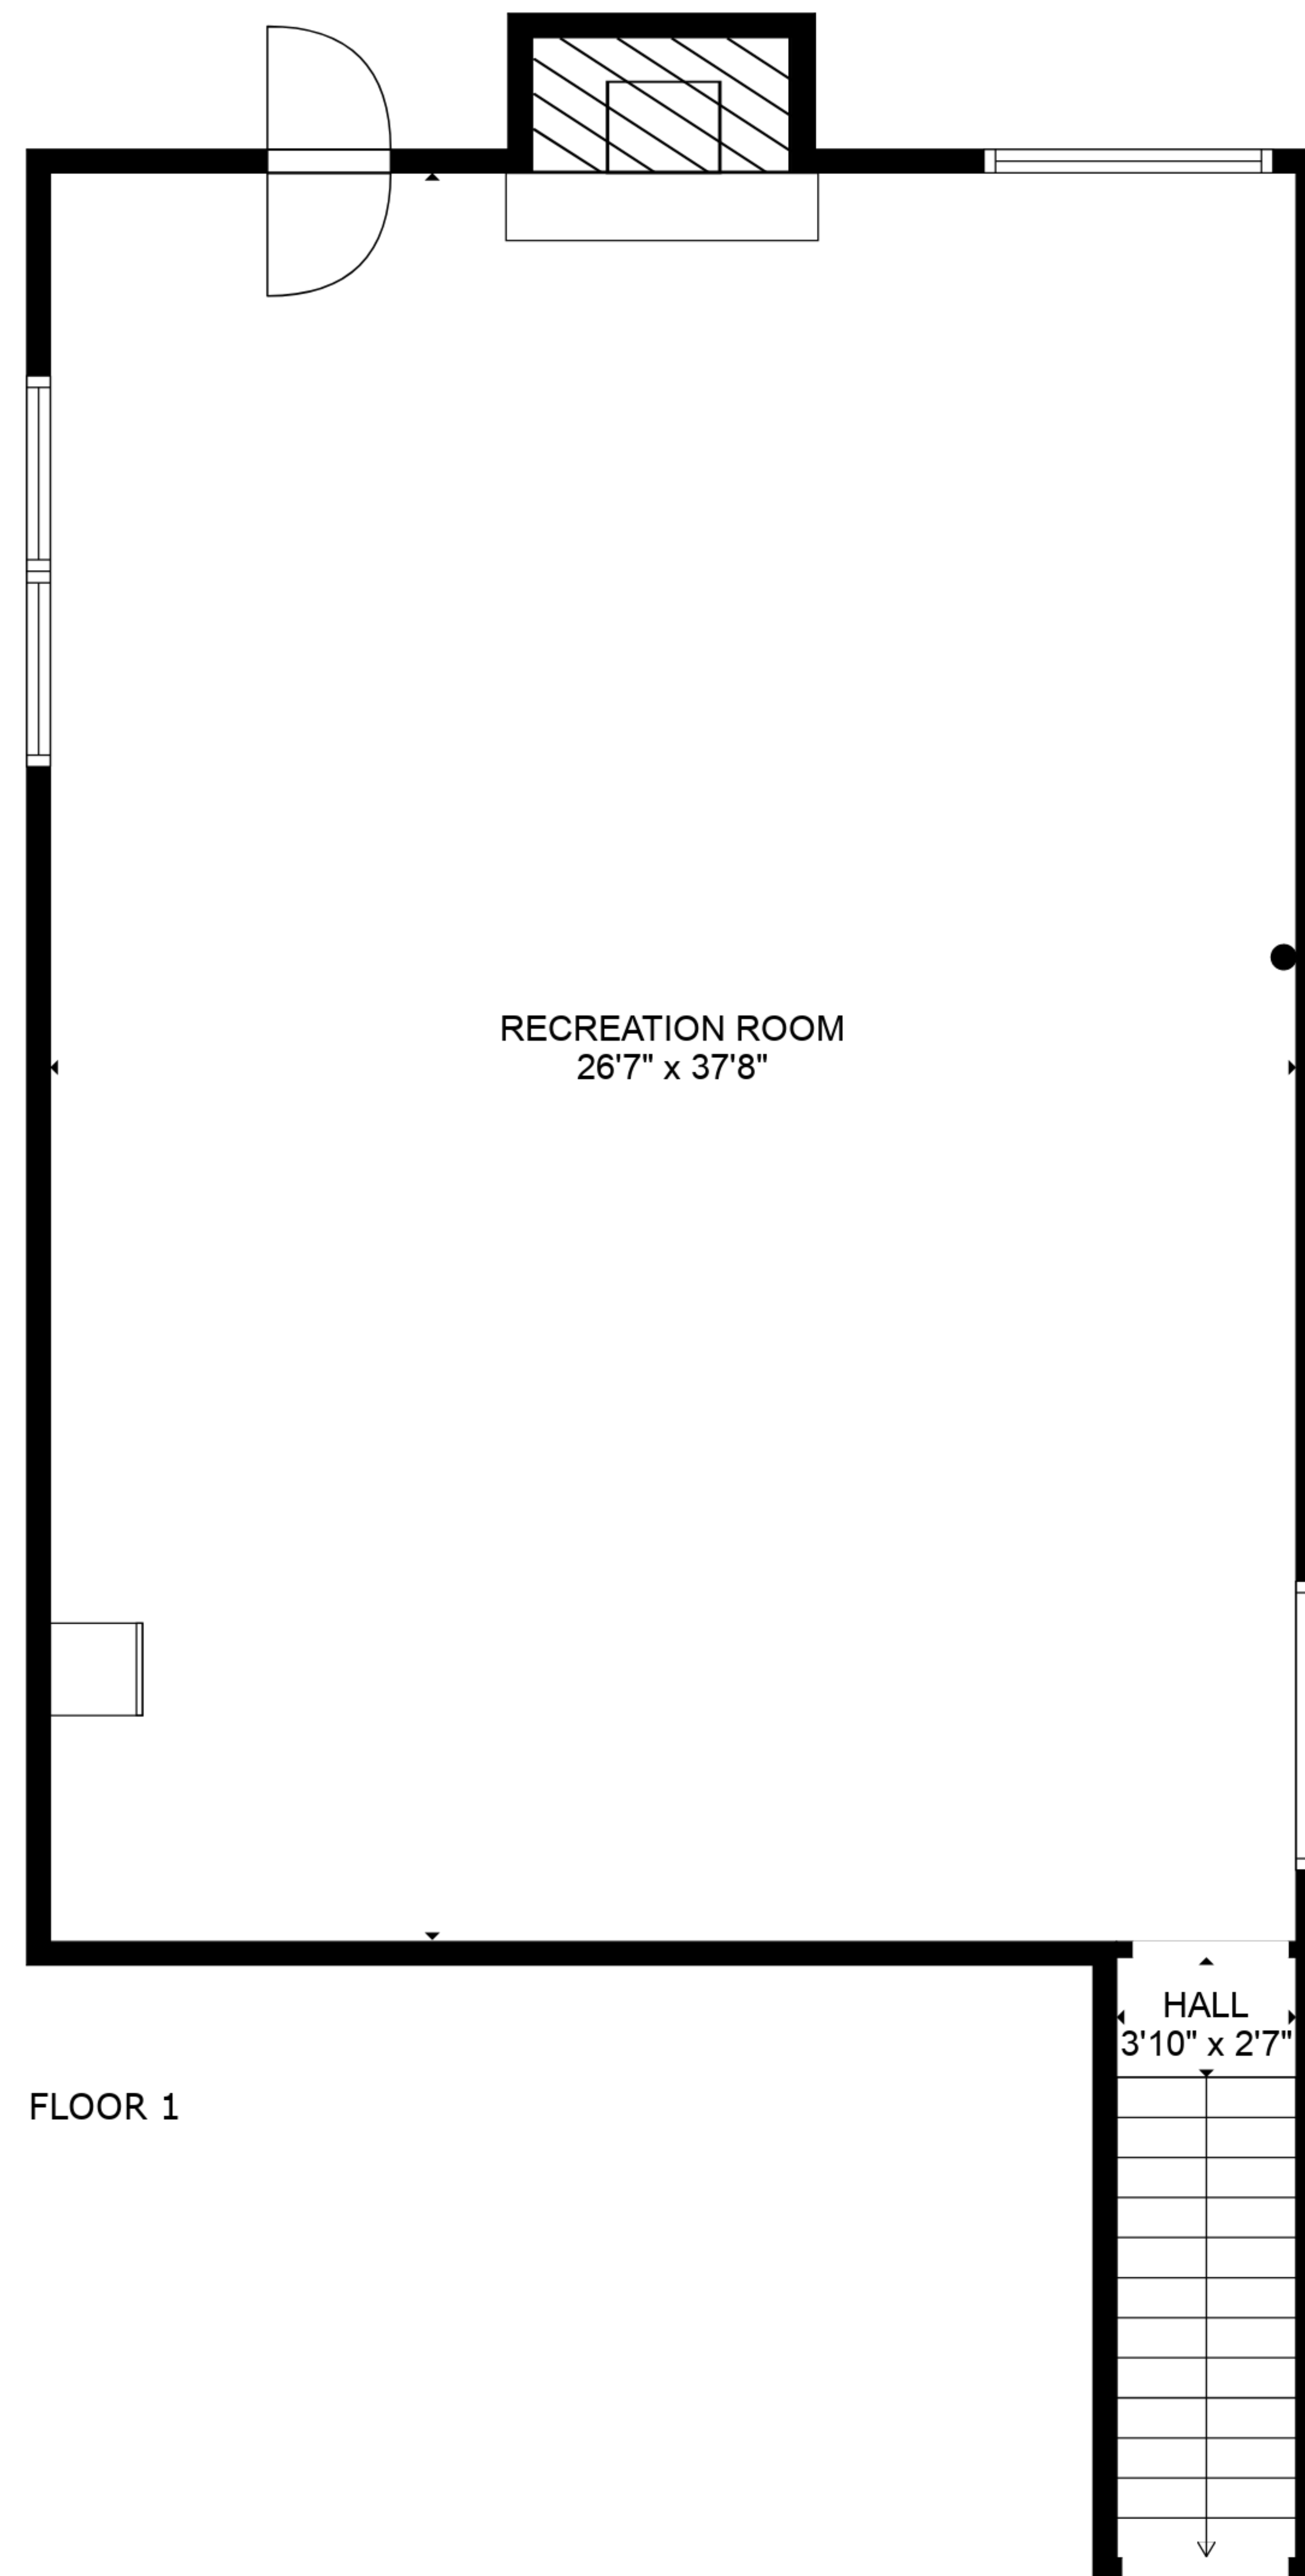 RECREATION ROOM
26'7" x 37'8"
HALL
3'10" x 2'7"
FLOOR 1